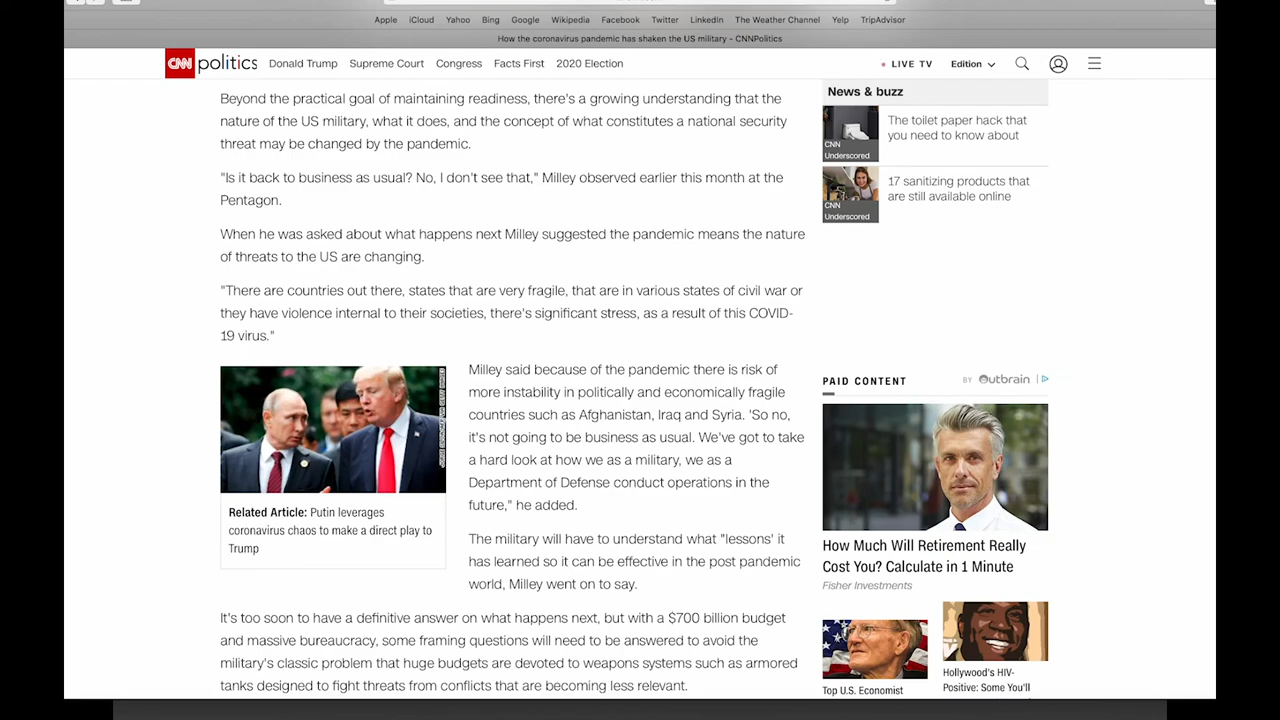 Apple iCloud Yahoo Bing Google Wikipedia Facebook Twitter LinkedIn The Weather Channel Yelp TripAdvisor
How the coronavirus pandemic has shaken the US military - CNNPolitics
CNN politics Donald Trump Supreme Court Congress Facts First 2020 Election LIVE TV Edition
Beyond the practical goal of maintaining readiness, there's a growing understanding that the
nature of the US military, what it does, and the concept of what constitutes a national security
threat may be changed by the pandemic.
"Is it back to business as usual? No, I don't see that," Milley observed earlier this month at the
Pentagon.
When he was asked about what happens next Milley suggested the pandemic means the nature
of threats to the US are changing.
"There are countries out there, states that are very fragile, that are in various states of civil war or
they have violence internal to their societies, there's significant stress, as a result of this COVID-
19 virus."
Related Article: Putin leverages
coronavirus chaos to make a direct play to
Trump
Milley said because of the pandemic there is risk of
more instability in politically and economically fragile
countries such as Afghanistan, Iraq and Syria. 'So no,
it's not going to be business as usual. We've got to take
a hard look at how we as a military, we as a
Department of Defense conduct operations in the
future," he added.
The military will have to understand what "lessons' it
has learned so it can be effective in the post pandemic
world, Milley went on to say.
It's too soon to have a definitive answer on what happens next, but with a $700 billion budget
and massive bureaucracy, some framing questions will need to be answered to avoid the
military's classic problem that huge budgets are devoted to weapons systems such as armored
tanks designed to fight threats from conflicts that are becoming less relevant.
News & buzz
CNN
Underscored
The toilet paper hack that
you need to know about
CNN
Underscored
17 sanitizing products that
are still available online
PAID CONTENT BY Outbrain
How Much Will Retirement Really
Cost You? Calculate in 1 Minute
Fisher Investments
Top U.S. Economist
Hollywood's HIV-
Positive: Some You'll